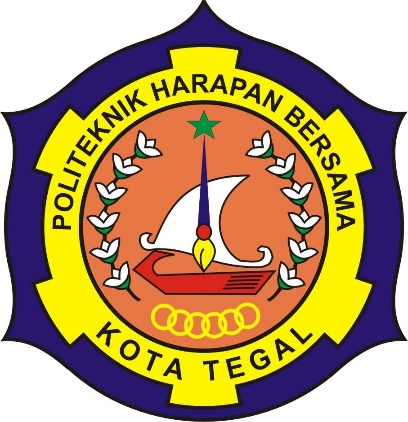 POLITEKNIK HARAPAN BERSAMA
KOTA TEGAL